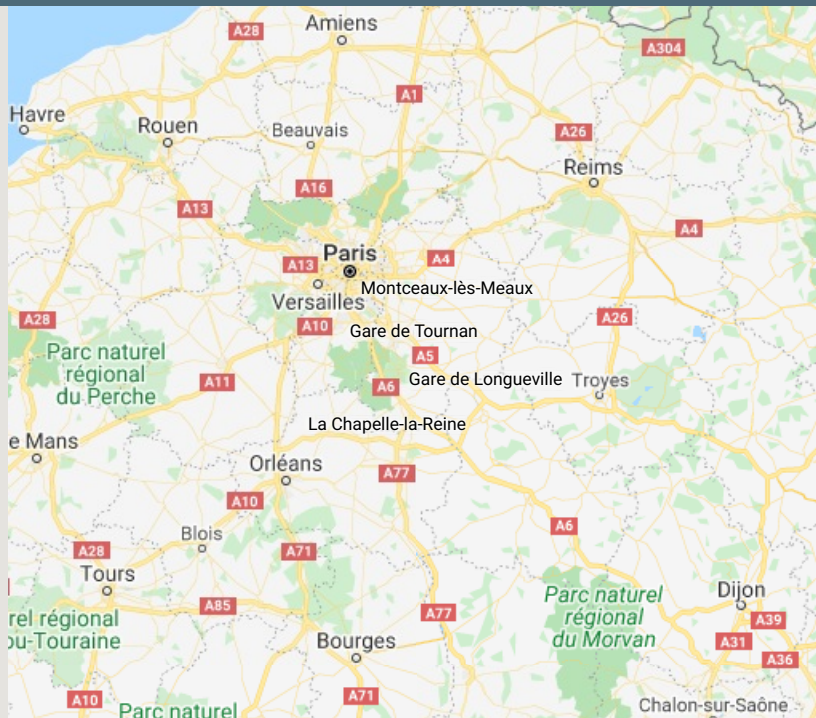 A28
Amiens
A304
A1
Havre
Rouen
Beauvais
A26
Reims
A16
A13
A4
Paris
A13
A4
Montceaux-lès-Meaux
Versailles
A28
A10
Gare de Tournan
A26
Parc naturel
régional
du Perche
A5
A11
A6
Gare de Longueville
Troyes
La Chapelle-la-Reine
e Mans
Orléans
A77
A10
Blois
A6
A28
A71
Tours
Parc naturel
régional
du Morvan
Dijon
A85
A77
A39
rel régional
ou-Touraine
Bourges
A31
A36
A10
A71
Parc naturel
Chalon-sur-Saône